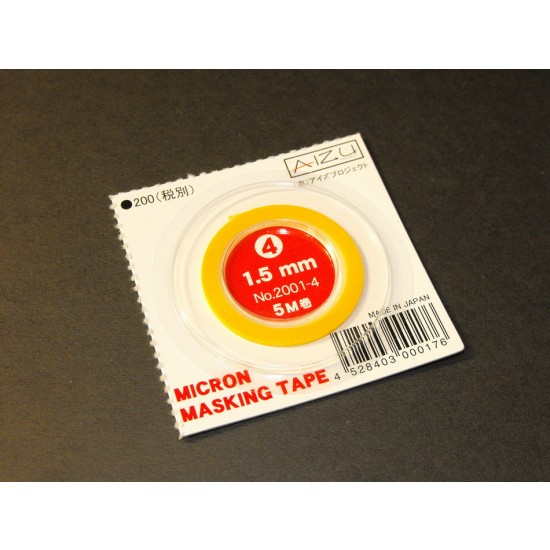 AIZU
㈲アイズプロジェクト
●200(税別)
4
1.5 mm
No.2001-4
5M巻
MADE IN JAPAN
MICRON
MASKING TAPE
4 528403 000176